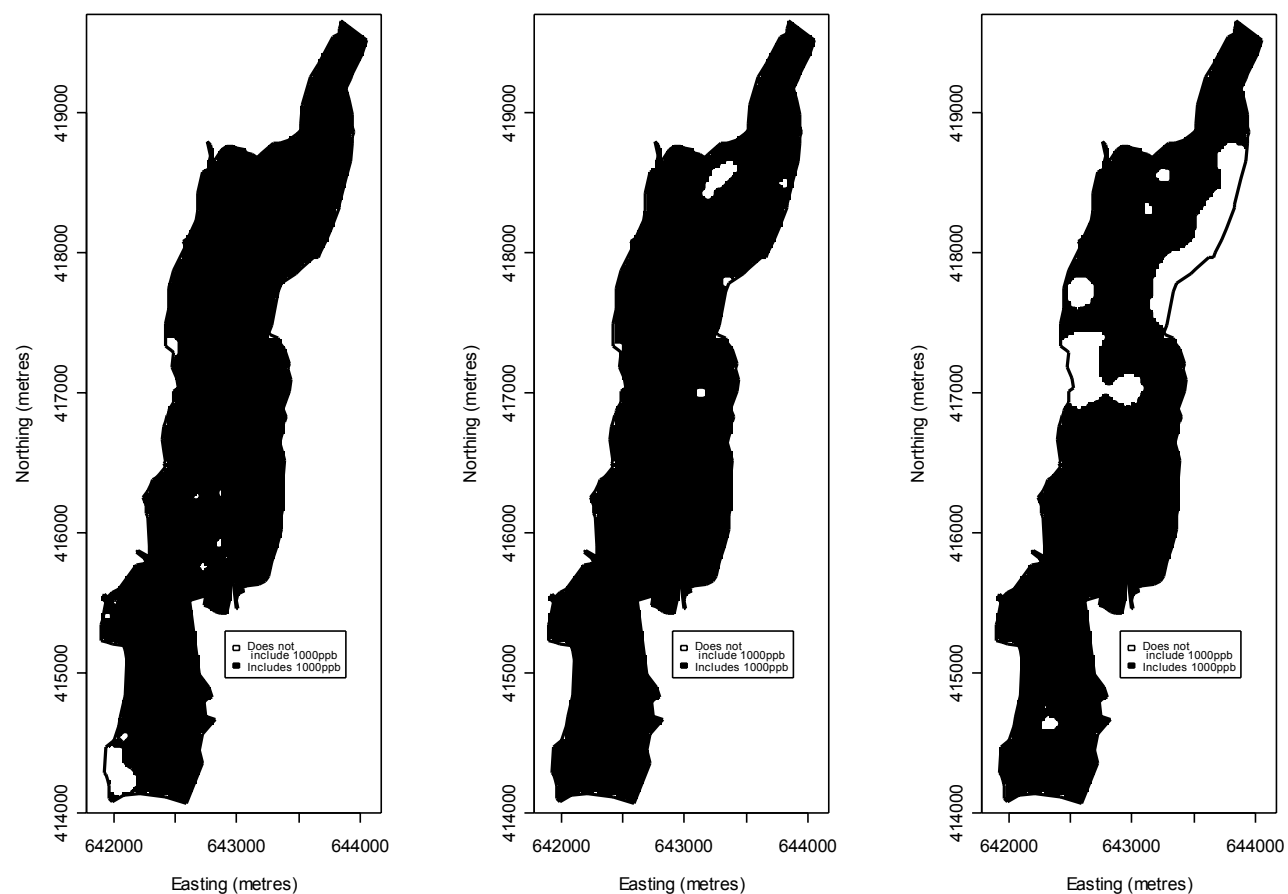 419000
418000
417000
416000
415000
414000
Northing (metres)
Does not
include 1000ppb
Includes 1000ppb
642000 643000 644000
Easting (metres)
419000
418000
417000
416000
415000
414000
Does not
include 1000ppb
Includes 1000ppb
642000 643000 644000
Easting (metres)
419000
418000
417000
416000
415000
414000
Northing (metres)
Does not
include 1000ppb
Includes 1000ppb
642000 643000 644000
Easting (metres)